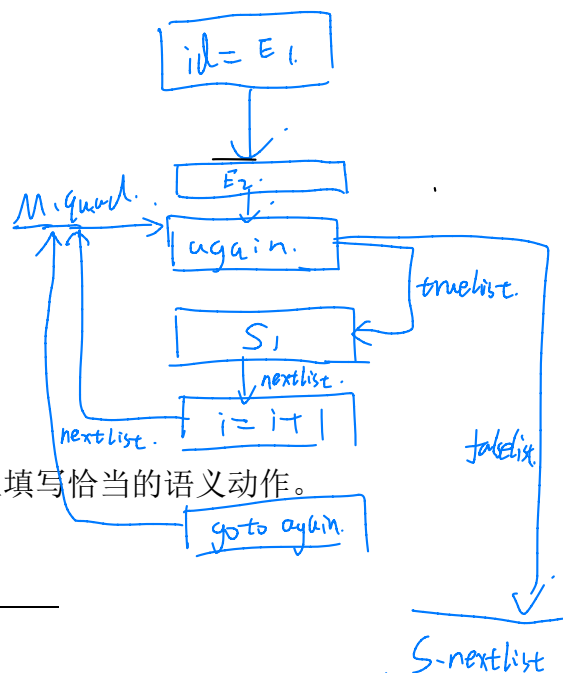 id = E1.
E2.
M.quad.
again.
truelist.
S1
nextlist.
i = i + 1
nextlist.
falselist.
填写恰当的语义动作。
goto again.
S.nextlist